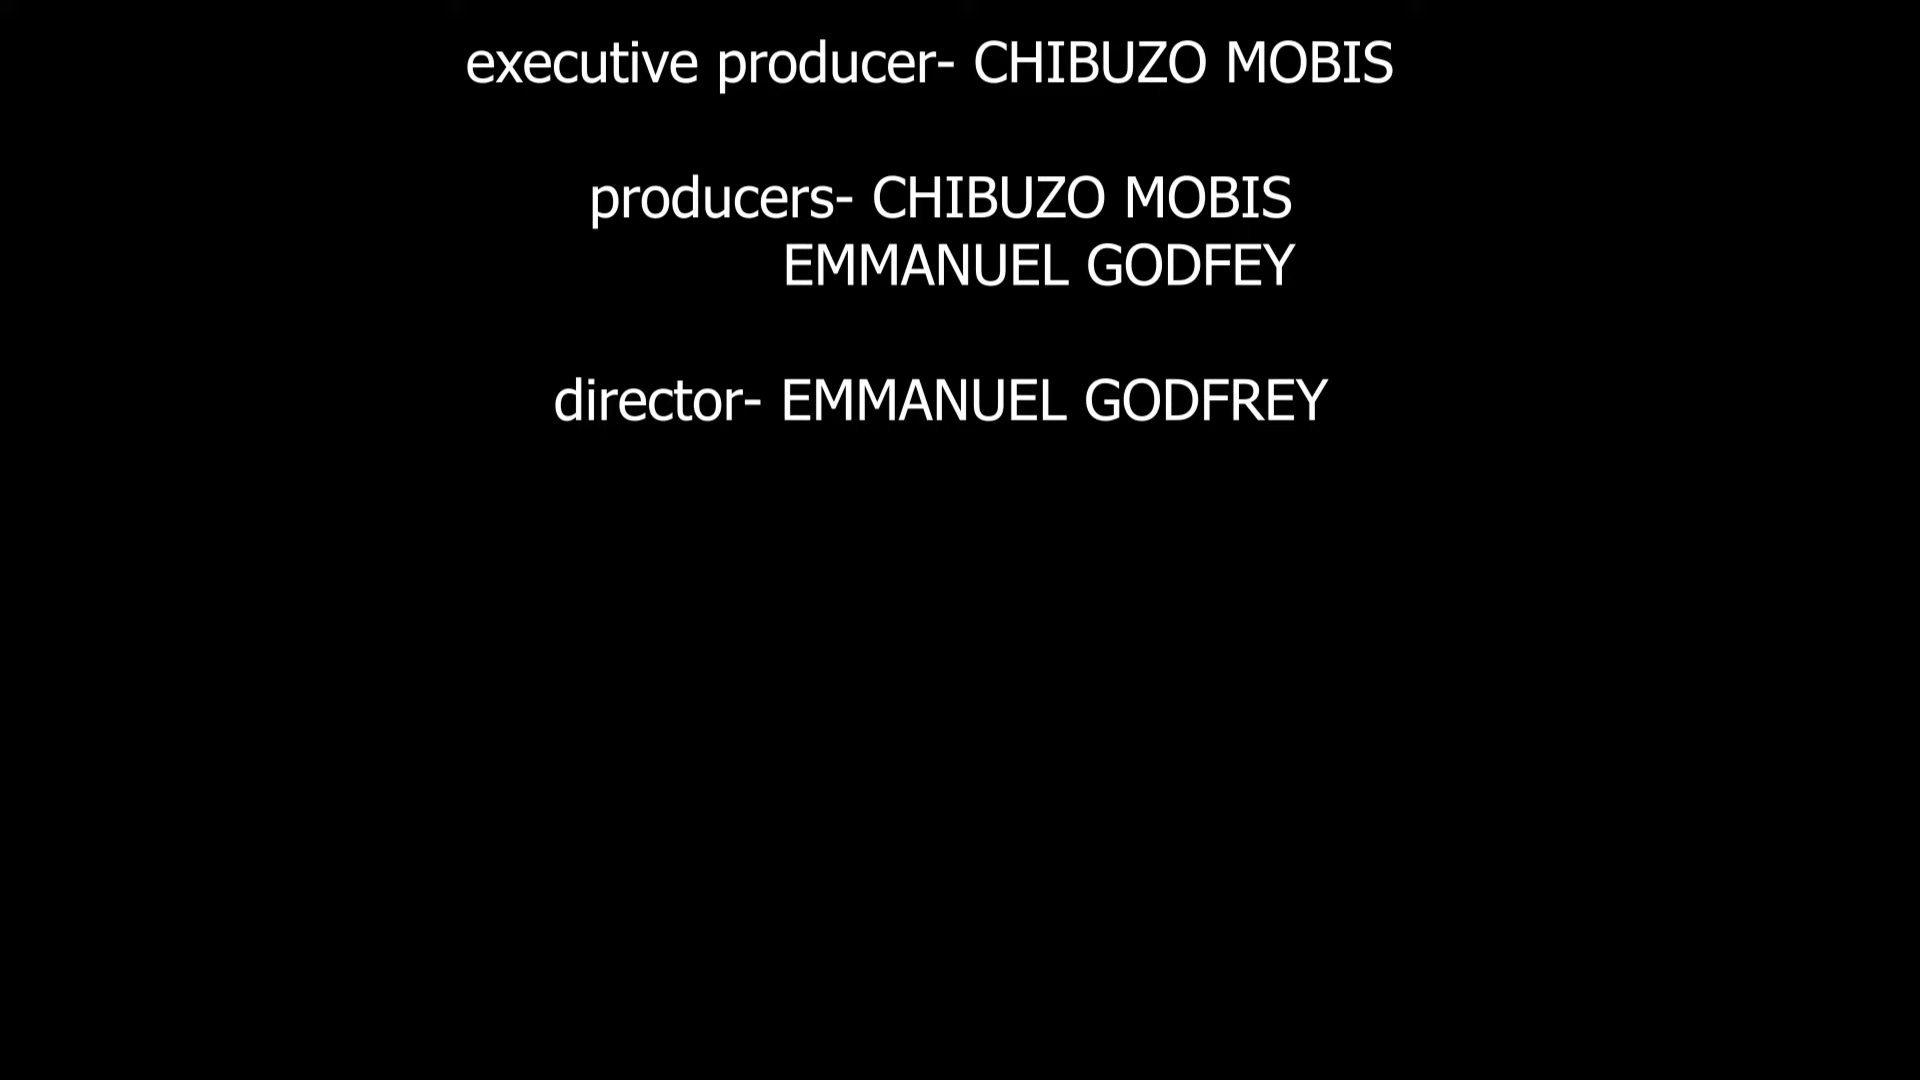 executive producer- CHIBUZO MOBIS
producers- CHIBUZO MOBIS
EMMANUEL GODFEY
director- EMMANUEL GODFREY